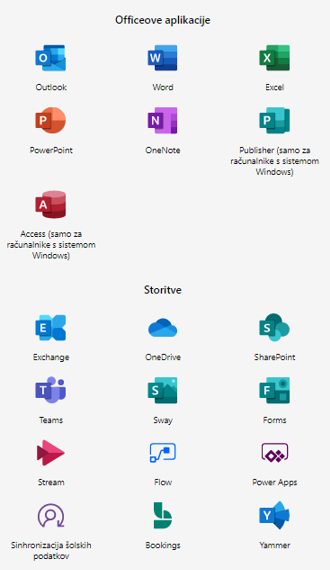 Officeove aplikacije
Outlook
Word
Excel
PowerPoint
OneNote
Publisher (samo za
računalnike s sistemom
Windows)
Access (samo za
računalnike s sistemom
Windows)
Storitve
Exchange
OneDrive
SharePoint
Teams
Sway
Forms
Stream
Flow
Power Apps
Sinhronizacija šolskih
podatkov
Bookings
Yammer